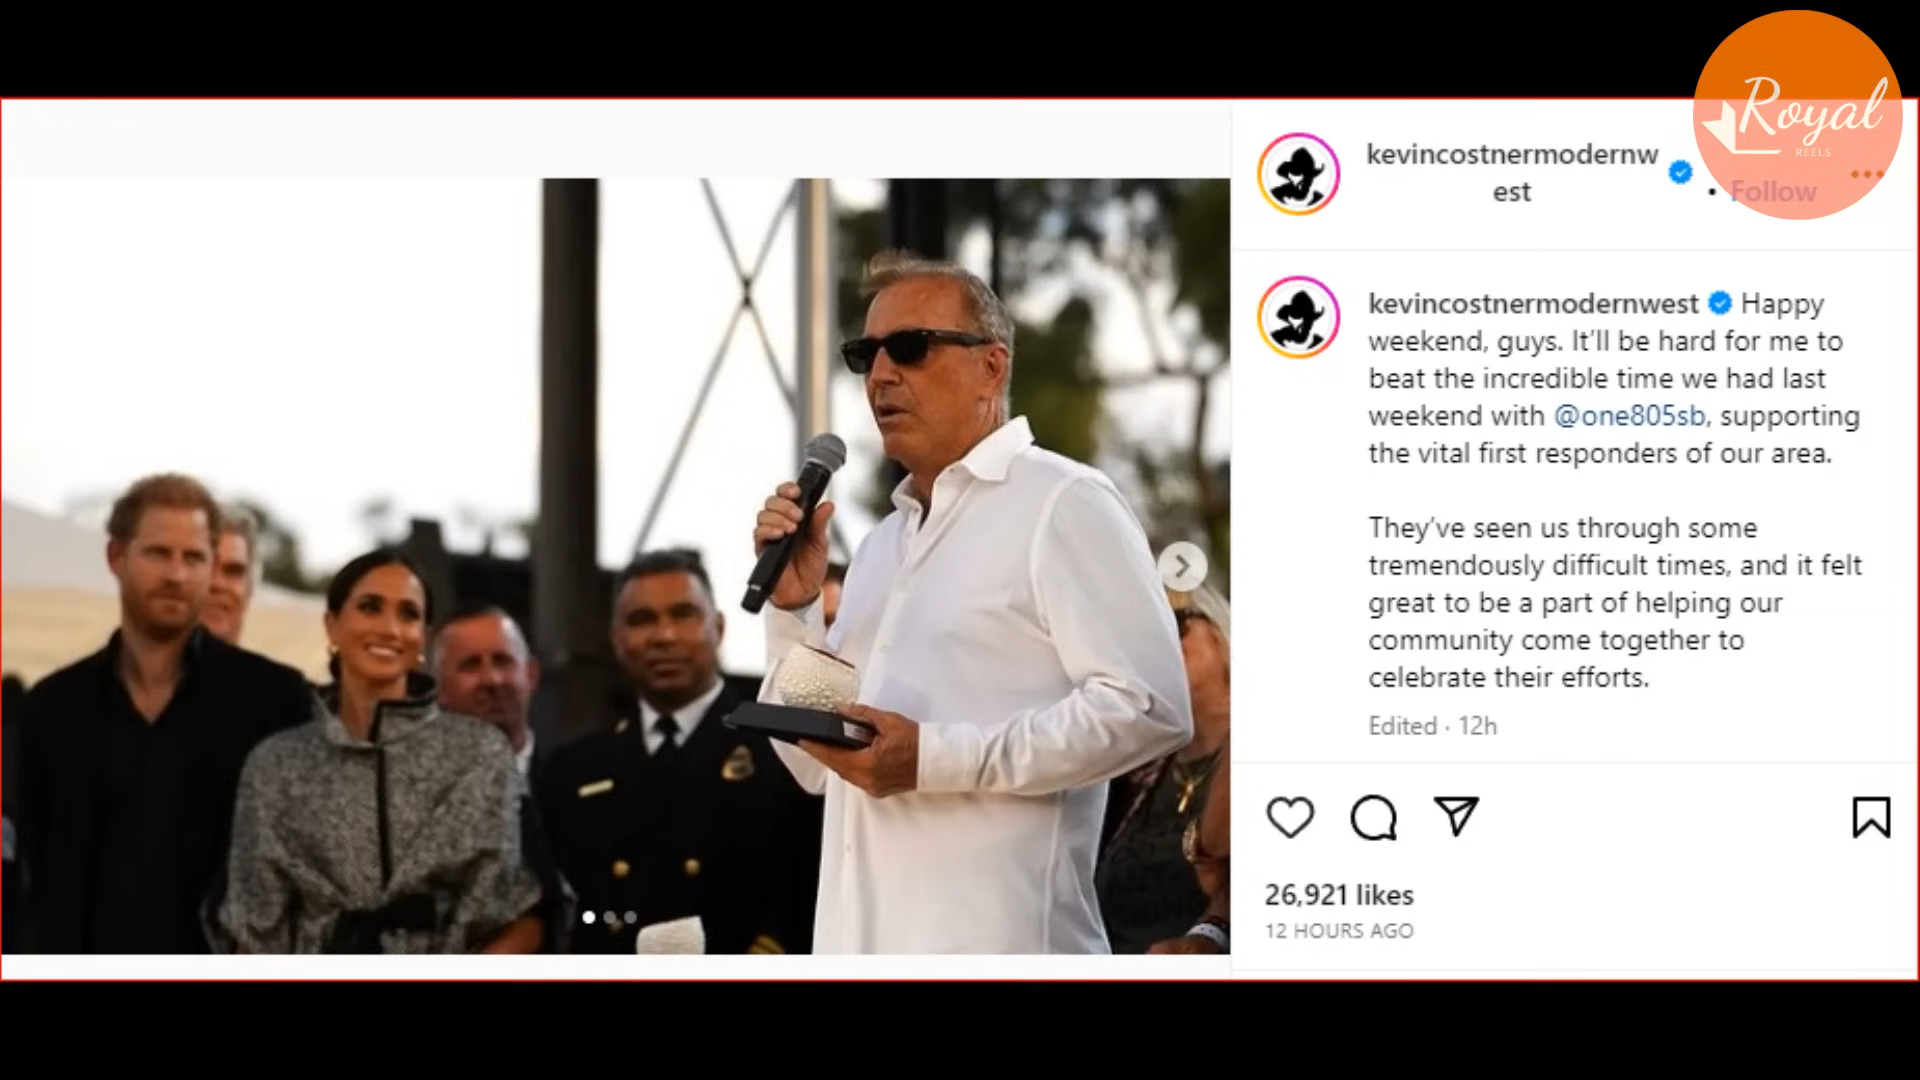 Royal
REELS
kevincostnermodernw
est
• Follow
kevincostnermodernwest Happy
weekend, guys. It'll be hard for me to
beat the incredible time we had last
weekend with @one805sb, supporting
the vital first responders of our area.
They've seen us through some
tremendously difficult times, and it felt
great to be a part of helping our
community come together to
celebrate their efforts.
Edited · 12h
26,921 likes
12 HOURS AGO